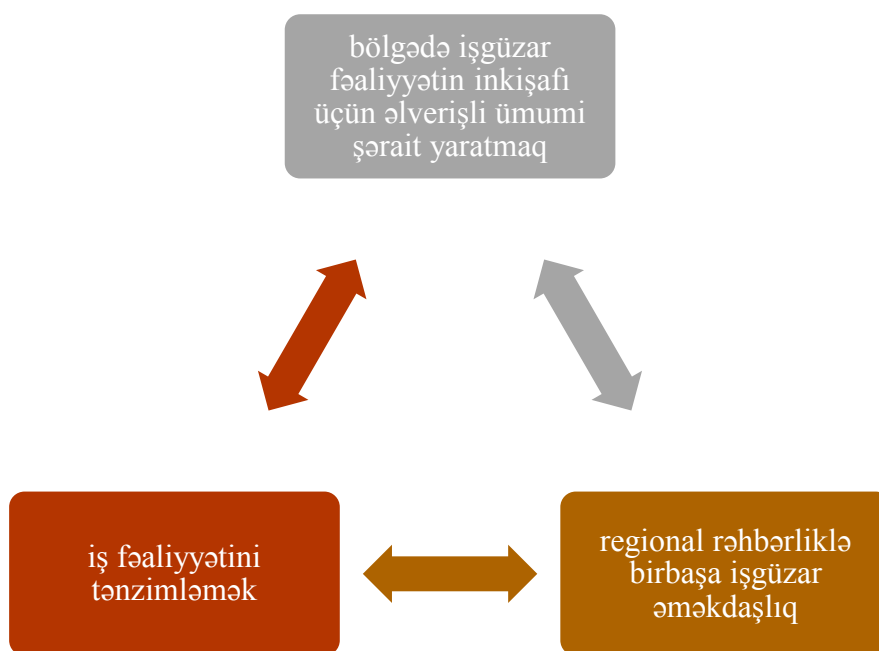 bölgədə işgüzar
fəaliyyətin inkişafı
üçün əlverişli ümumi
şərait yaratmaq
iş fəaliyyətini
tənzimləmək
regional rəhbərliklə
birbaşa işgüzar
əməkdaşlıq